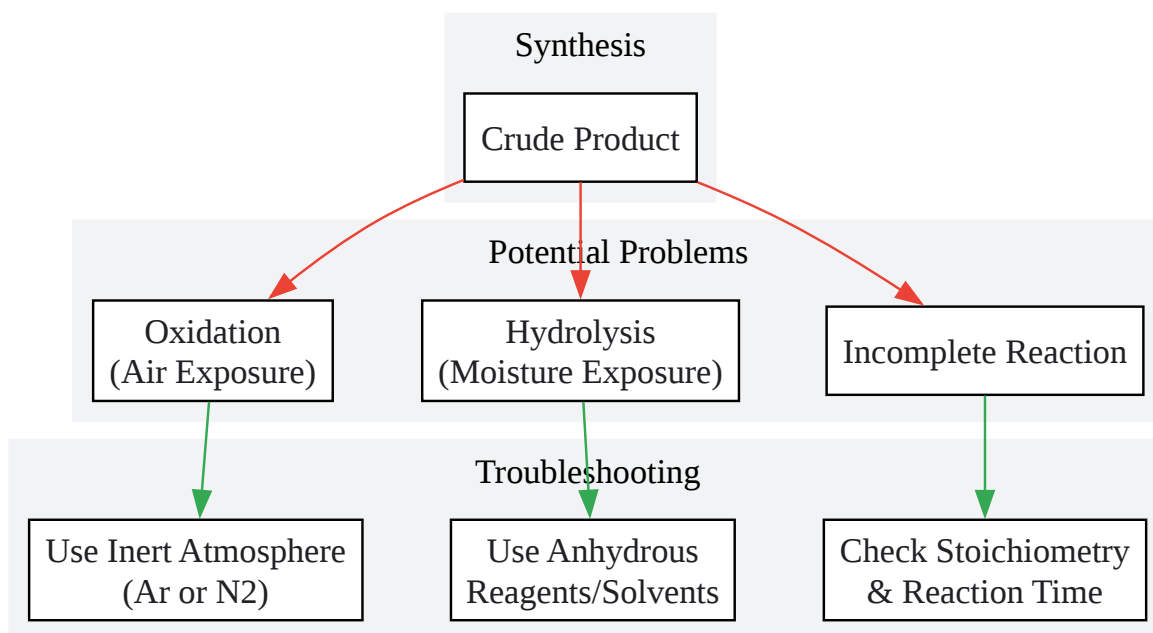 Synthesis
Crude Product
Potential Problems
Oxidation
(Air Exposure)
Hydrolysis
(Moisture Exposure)
Incomplete Reaction
Troubleshooting
Use Inert Atmosphere
(Ar or N2)
Use Anhydrous
Reagents/Solvents
Check Stoichiometry
& Reaction Time